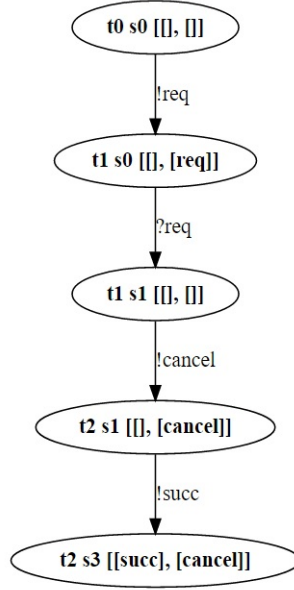 t0 s0 [[], []]
!req
t1 s0 [[], [req]]
?req
t1 s1 [[], []]
!cancel
t2 s1 [[], [cancel]]
!succ
t2 s3 [[succ], [cancel]]